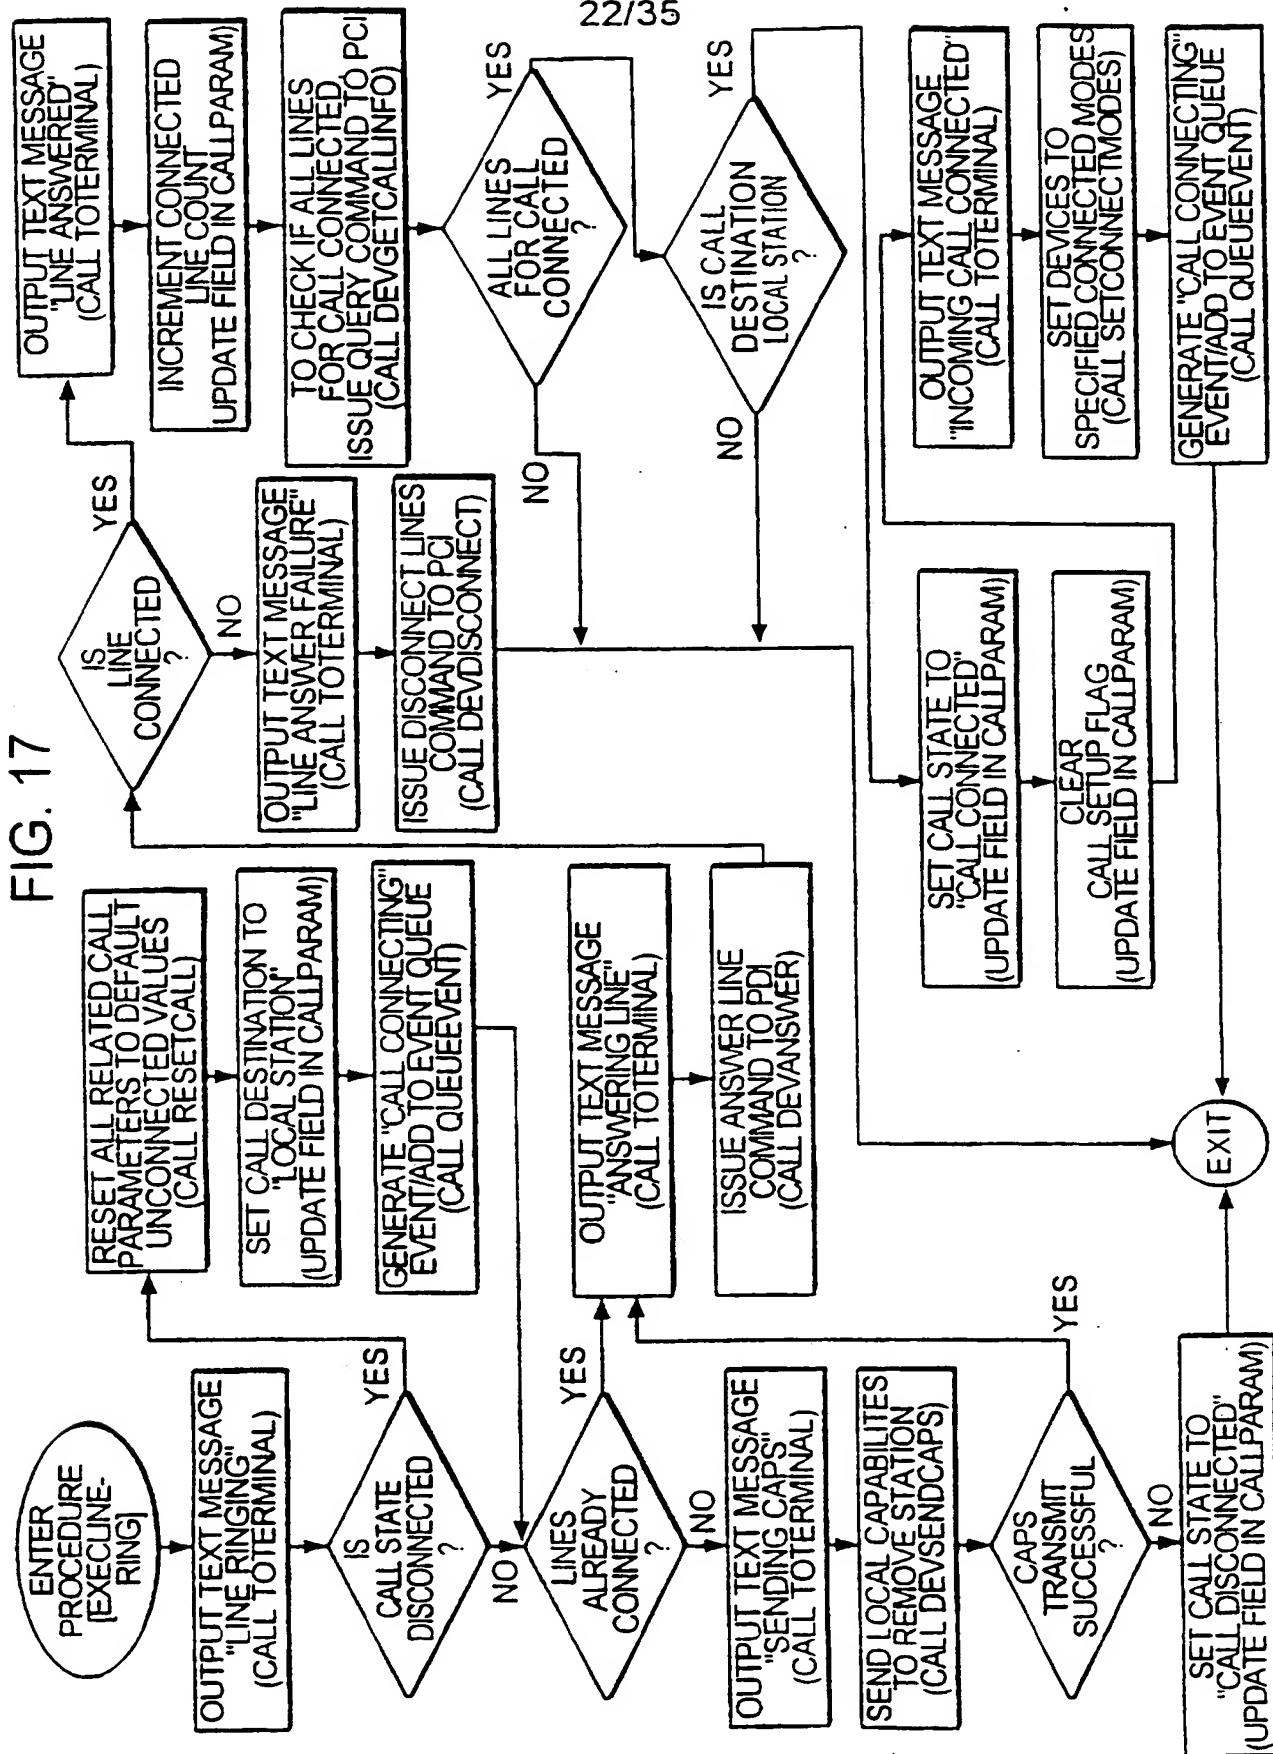 22/35
FIG. 17
ENTER
PROCEDURE
[EXECLINE-
RING]
OUTPUT TEXT MESSAGE
"LINE RINGING"
(CALL TOTERMINAL)
IS
CALL STATE
DISCONNECTED
?
YES
NO
RESET ALL RELATED CALL
PARAMETERS TO DEFAULT
UNCONNECTED VALUES
(CALL RESETCALL)
SET CALL DESTINATION TO
"LOCAL STATION"
(UPDATE FIELD IN CALLPARAM)
GENERATE "CALL CONNECTING"
EVENT/ADD TO EVENT QUEUE
(CALL QUEUEEVENT)
LINES
ALREADY
CONNECTED
?
YES
NO
OUTPUT TEXT MESSAGE
"SENDING CAPS"
(CALL TOTERMINAL)
SEND LOCAL CAPABILITES
TO REMOVE STATION
(CALL DEVSENDCAPS)
CAPS
TRANSMIT
SUCCESSFUL
?
YES
NO
SET CALL STATE TO
"CALL DISCONNECTED"
(UPDATE FIELD IN CALLPARAM)
OUTPUT TEXT MESSAGE
"ANSWERING LINE"
(CALL TOTERMINAL)
ISSUE ANSWER LINE
COMMAND TO PDI
(CALL DEVANSWER)
IS
LINE
CONNECTED
?
YES
NO
OUTPUT TEXT MESSAGE
"LINE ANSWER FAILURE"
(CALL TOTERMINAL)
ISSUE DISCONNECT LINES
COMMAND TO PCI
(CALL DEVDISCONNECT)
OUTPUT TEXT MESSAGE
"LINE ANSWERED"
(CALL TOTERMINAL)
INCREMENT CONNECTED
LINE COUNT
UPDATE FIELD IN CALLPARAM)
TO CHECK IF ALL LINES
FOR CALL CONNECTED
ISSUE QUERY COMMAND TO PCI
(CALL DEVGETCALLINFO)
ALL LINES
FOR CALL
CONNECTED
?
YES
NO
IS CALL
DESTINATION
LOCAL STATION
?
YES
NO
SET CALL STATE TO
"CALL CONNECTED"
(UPDATE FIELD IN CALLPARAM)
CLEAR
CALL SETUP FLAG
(UPDATE FIELD IN CALLPARAM)
OUTPUT TEXT MESSAGE
"INCOMING CALL CONNECTED"
(CALL TOTERMINAL)
SET DEVICES TO
SPECIFIED CONNECTED MODES
(CALL SETCONNECTMODES)
GENERATE "CALL CONNECTING"
EVENT/ADD TO EVENT QUEUE
(CALL QUEUEEVENT)
EXIT